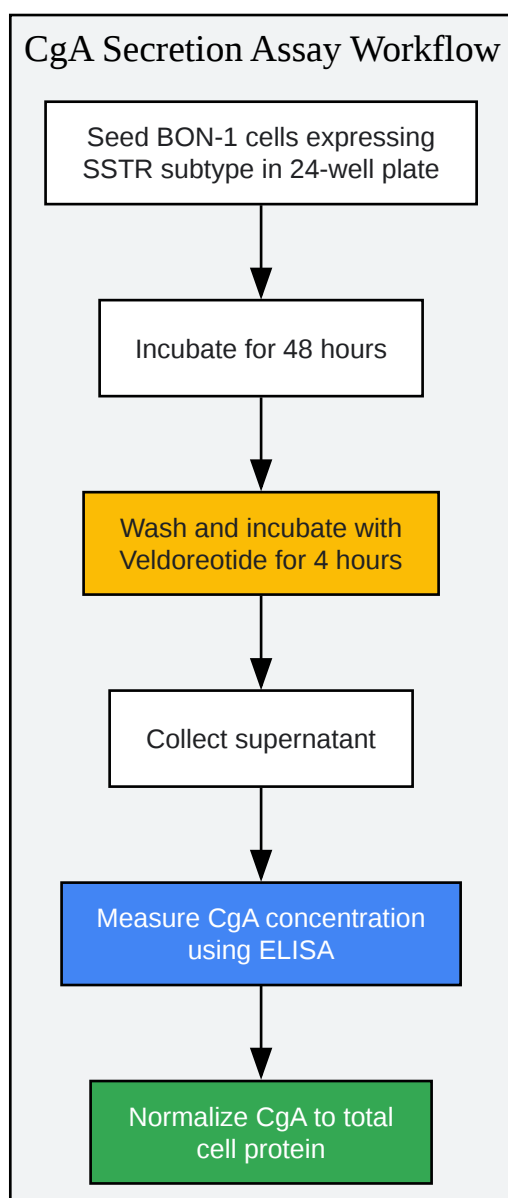 CgA Secretion Assay Workflow
Seed BON-1 cells expressing
SSTR subtype in 24-well plate
Incubate for 48 hours
Wash and incubate with
Veldoreotide for 4 hours
Collect supernatant
Measure CgA concentration
using ELISA
Normalize CgA to total
cell protein